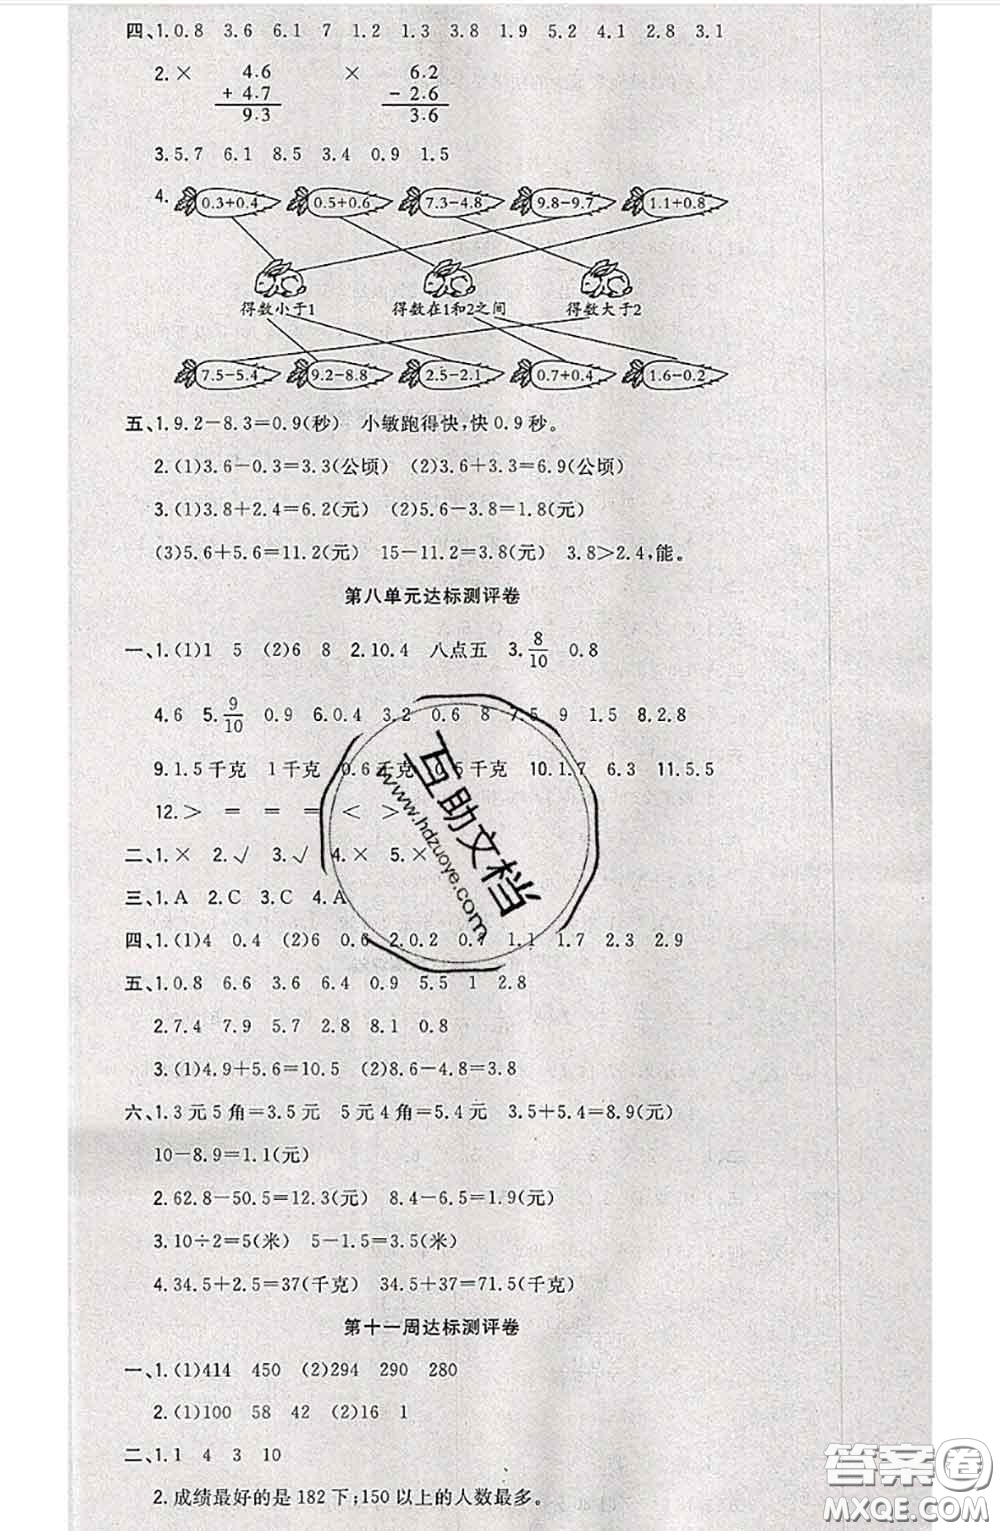 四、1.0.8 3.6 6.1 7 1.2 1.3 3.8 1.9 5.2 4.1 2.8 3.1
2.× 4.6 × 6.2
+ 4.7 - 2.6
9.3 3.6
3.5.7 6.1 8.5 3.4 0.9 1.5
4. 0.3+0.4 0.5+0.6 7.3-4.8 9.8-9.7 1.1+0.8
得数小于1 得数在1和2之间 得数大于2
7.5-5.4 9.2-8.8 2.5-2.1 0.7+0.4 1.6-0.2
五、1.9.2-8.3=0.9(秒) 小敏跑得快,快0.9秒。
2.(1)3.6-0.3=3.3(公顷) (2)3.6+3.3=6.9(公顷)
3.(1)3.8+2.4=6.2(元) (2)5.6-3.8=1.8(元)
(3)5.6+5.6=11.2(元) 15-11.2=3.8(元) 3.8>2.4,能。
第八单元达标测评卷
一、1.(1)1 5 (2)6 8 2.10.4 八点五 3.8/10 0.8
4.6 5.9/10 0.9 6.0.4 3.2 0.6 8 7.5 9 1.5 8.2.8
9.1.5千克 1千克 0.6千克 0.5千克 10.1.7 6.3 11.5.5
12.> = = = < >
二、1.× 2.√ 3.√ 4.× 5.×
三、1.A 2.C 3.C 4.A
四、1.(1)4 0.4 (2)6 0.6 2.0.2 0.7 1.1 1.7 2.3 2.9
五、1.0.8 6.6 3.6 6.4 0.9 5.5 1 2.8
2.7.4 7.9 5.7 2.8 8.1 0.8
3.(1)4.9+5.6=10.5 (2)8.6-4.8=3.8
六、1.3元5角=3.5元 5元4角=5.4元 3.5+5.4=8.9(元)
10-8.9=1.1(元)
2.62.8-50.5=12.3(元) 8.4-6.5=1.9(元)
3.10÷2=5(米) 5-1.5=3.5(米)
4.34.5+2.5=37(千克) 34.5+37=71.5(千克)
第十一周达标测评卷
一、1.(1)414 450 (2)294 290 280
2.(1)100 58 42 (2)16 1
二、1.1 4 3 10
2.成绩最好的是182下;150以上的人数最多。
互助文档
www.hdzuoye.com
答案卷
MXQE.COM